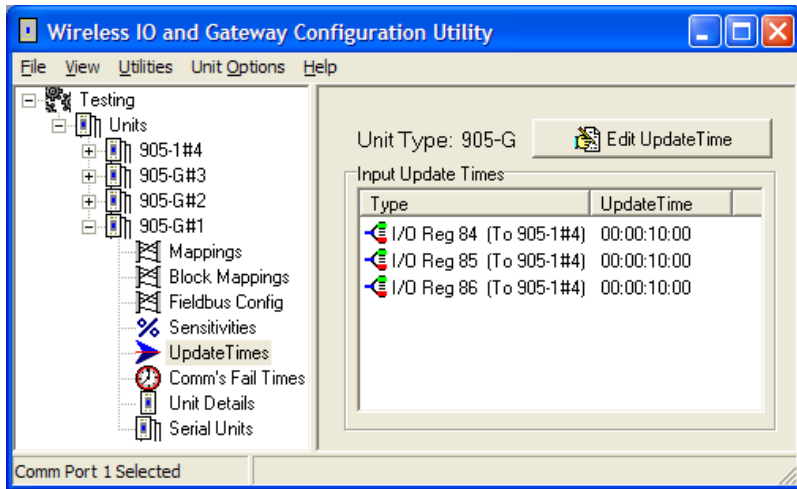 Wireless IO and Gateway Configuration Utility
File View Utilities Unit Options Help
Testing
Units
905-1#4
905-G#3
905-G#2
905-G#1
Mappings
Block Mappings
Fieldbus Config
Sensitivities
UpdateTimes
Comm's Fail Times
Unit Details
Serial Units
Unit Type: 905-G
Edit UpdateTime
Input Update Times
Type UpdateTime
I/O Reg 84 (To 905-1#4) 00:00:10:00
I/O Reg 85 (To 905-1#4) 00:00:10:00
I/O Reg 86 (To 905-1#4) 00:00:10:00
Comm Port 1 Selected